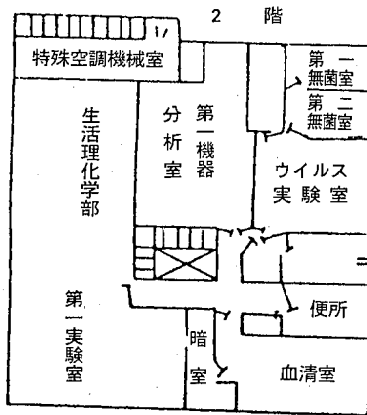 2 階
特殊空調機械室
第一
無菌室
第二
無菌室
生活理化学部
第一機器
分析室
ウイルス
実験室
第一実験室
便所
暗室
血清室